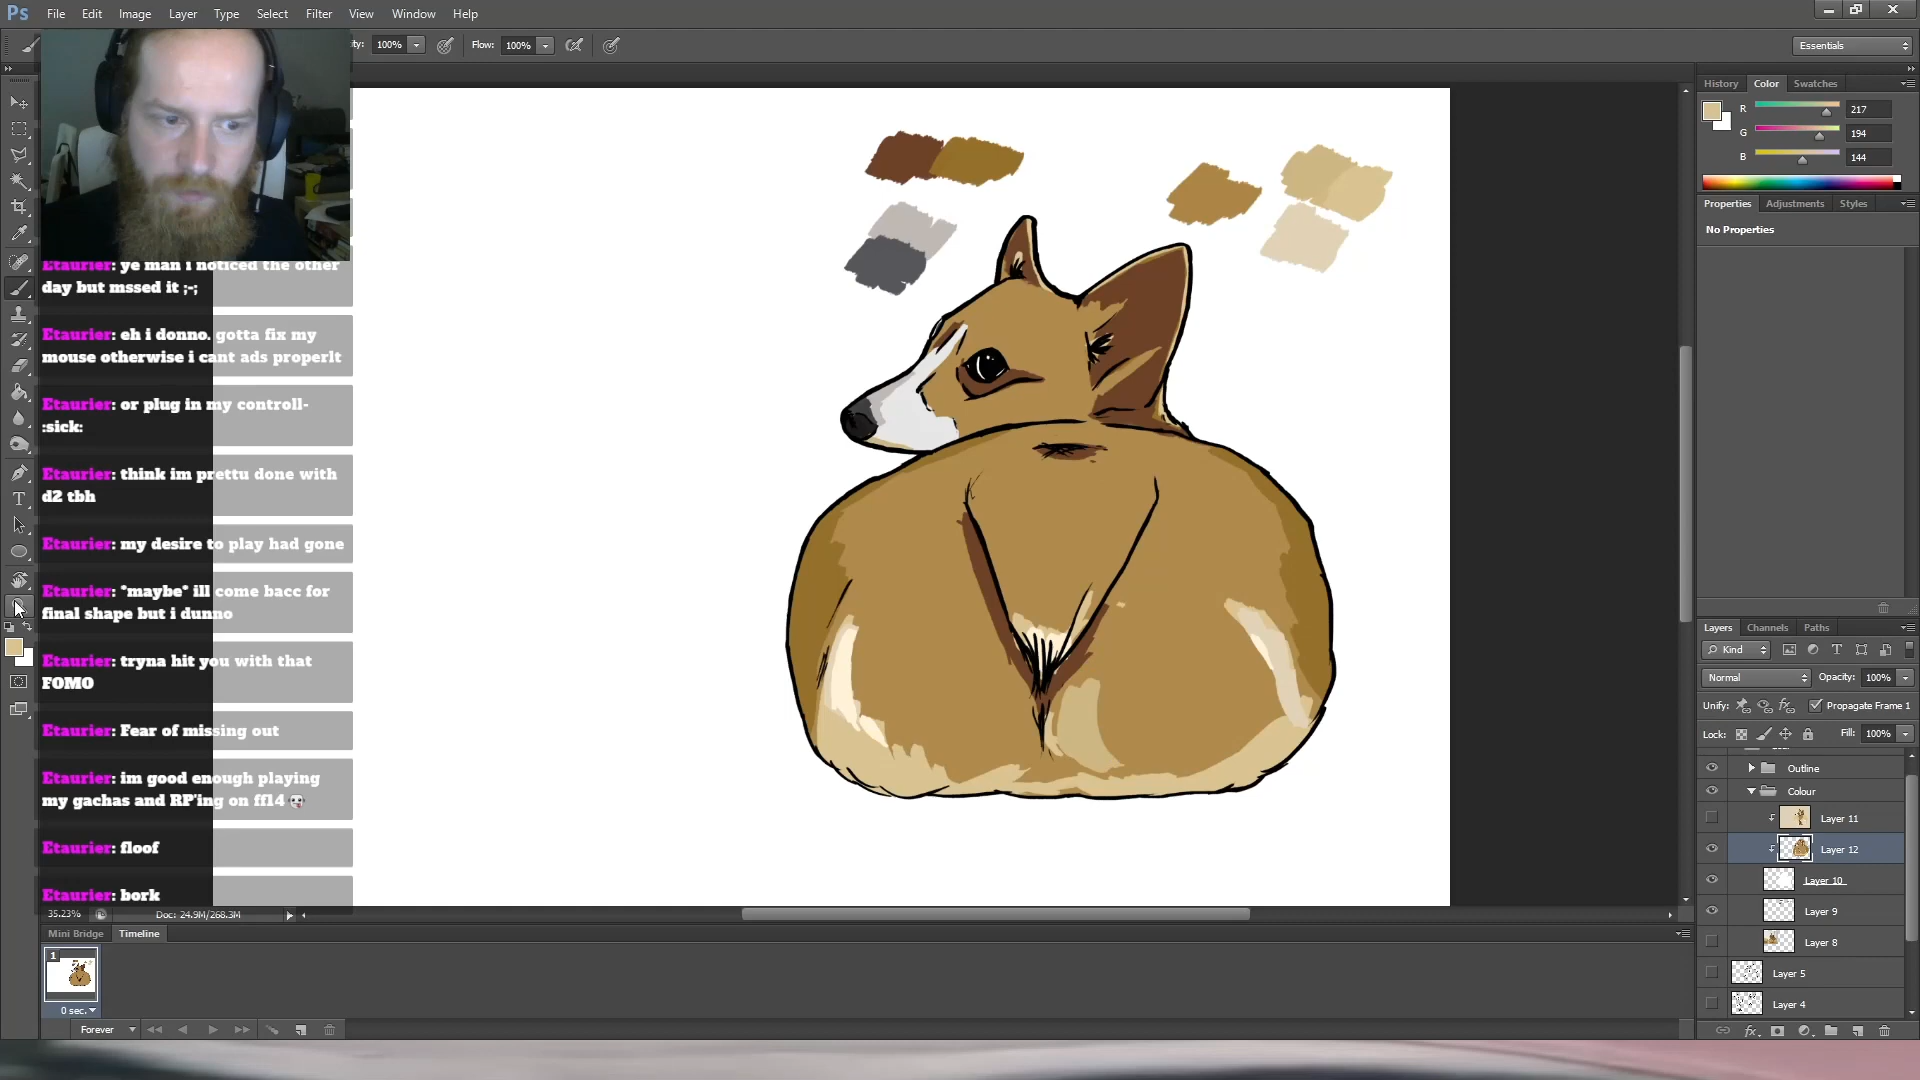 Ps File Edit Image Layer Type Select Filter View Window Help
100% Flow: 100% Essentials
History Color Swatches
R 217
G 194
B 144
Properties Adjustments Styles
No Properties
Etaurier: ye man i noticed the other
day but mssed it ;-;
Etaurier: eh i donno. gotta fix my
mouse otherwise i cant ads properlt
Etaurier: or plug in my controll-
:sick:
Etaurier: think im prettu done with
d2 tbh
Etaurier: my desire to play had gone
Etaurier: *maybe* ill come bacc for
final shape but i dunno
Etaurier: tryna hit you with that
FOMO
Etaurier: Fear of missing out
Etaurier: im good enough playing
my gachas and RP'ing on ff14
Etaurier: floof
Etaurier: bork
Layers Channels Paths
Kind
Normal Opacity: 100%
Unify: Propagate Frame 1
Lock: Fill: 100%
Outline
Colour
Layer 11
Layer 12
Layer 10
Layer 9
Layer 8
Layer 5
Layer 4
35.23% Doc: 24.9M/268.3M
Mini Bridge Timeline
1
0 sec.
Forever